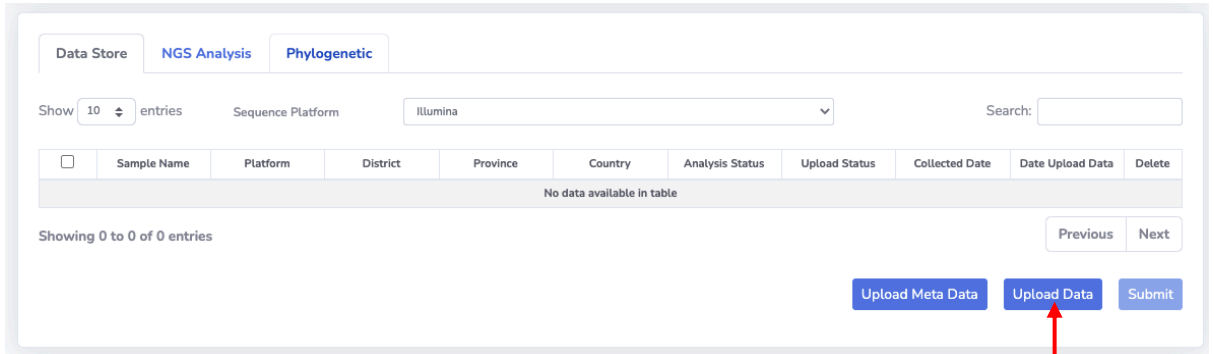 Data Store NGS Analysis Phylogenetic
Show 10 entries Sequence Platform Illumina Search:
Sample Name Platform District Province Country Analysis Status Upload Status Collected Date Date Upload Data Delete
No data available in table
Showing 0 to 0 of 0 entries Previous Next
Upload Meta Data Upload Data Submit